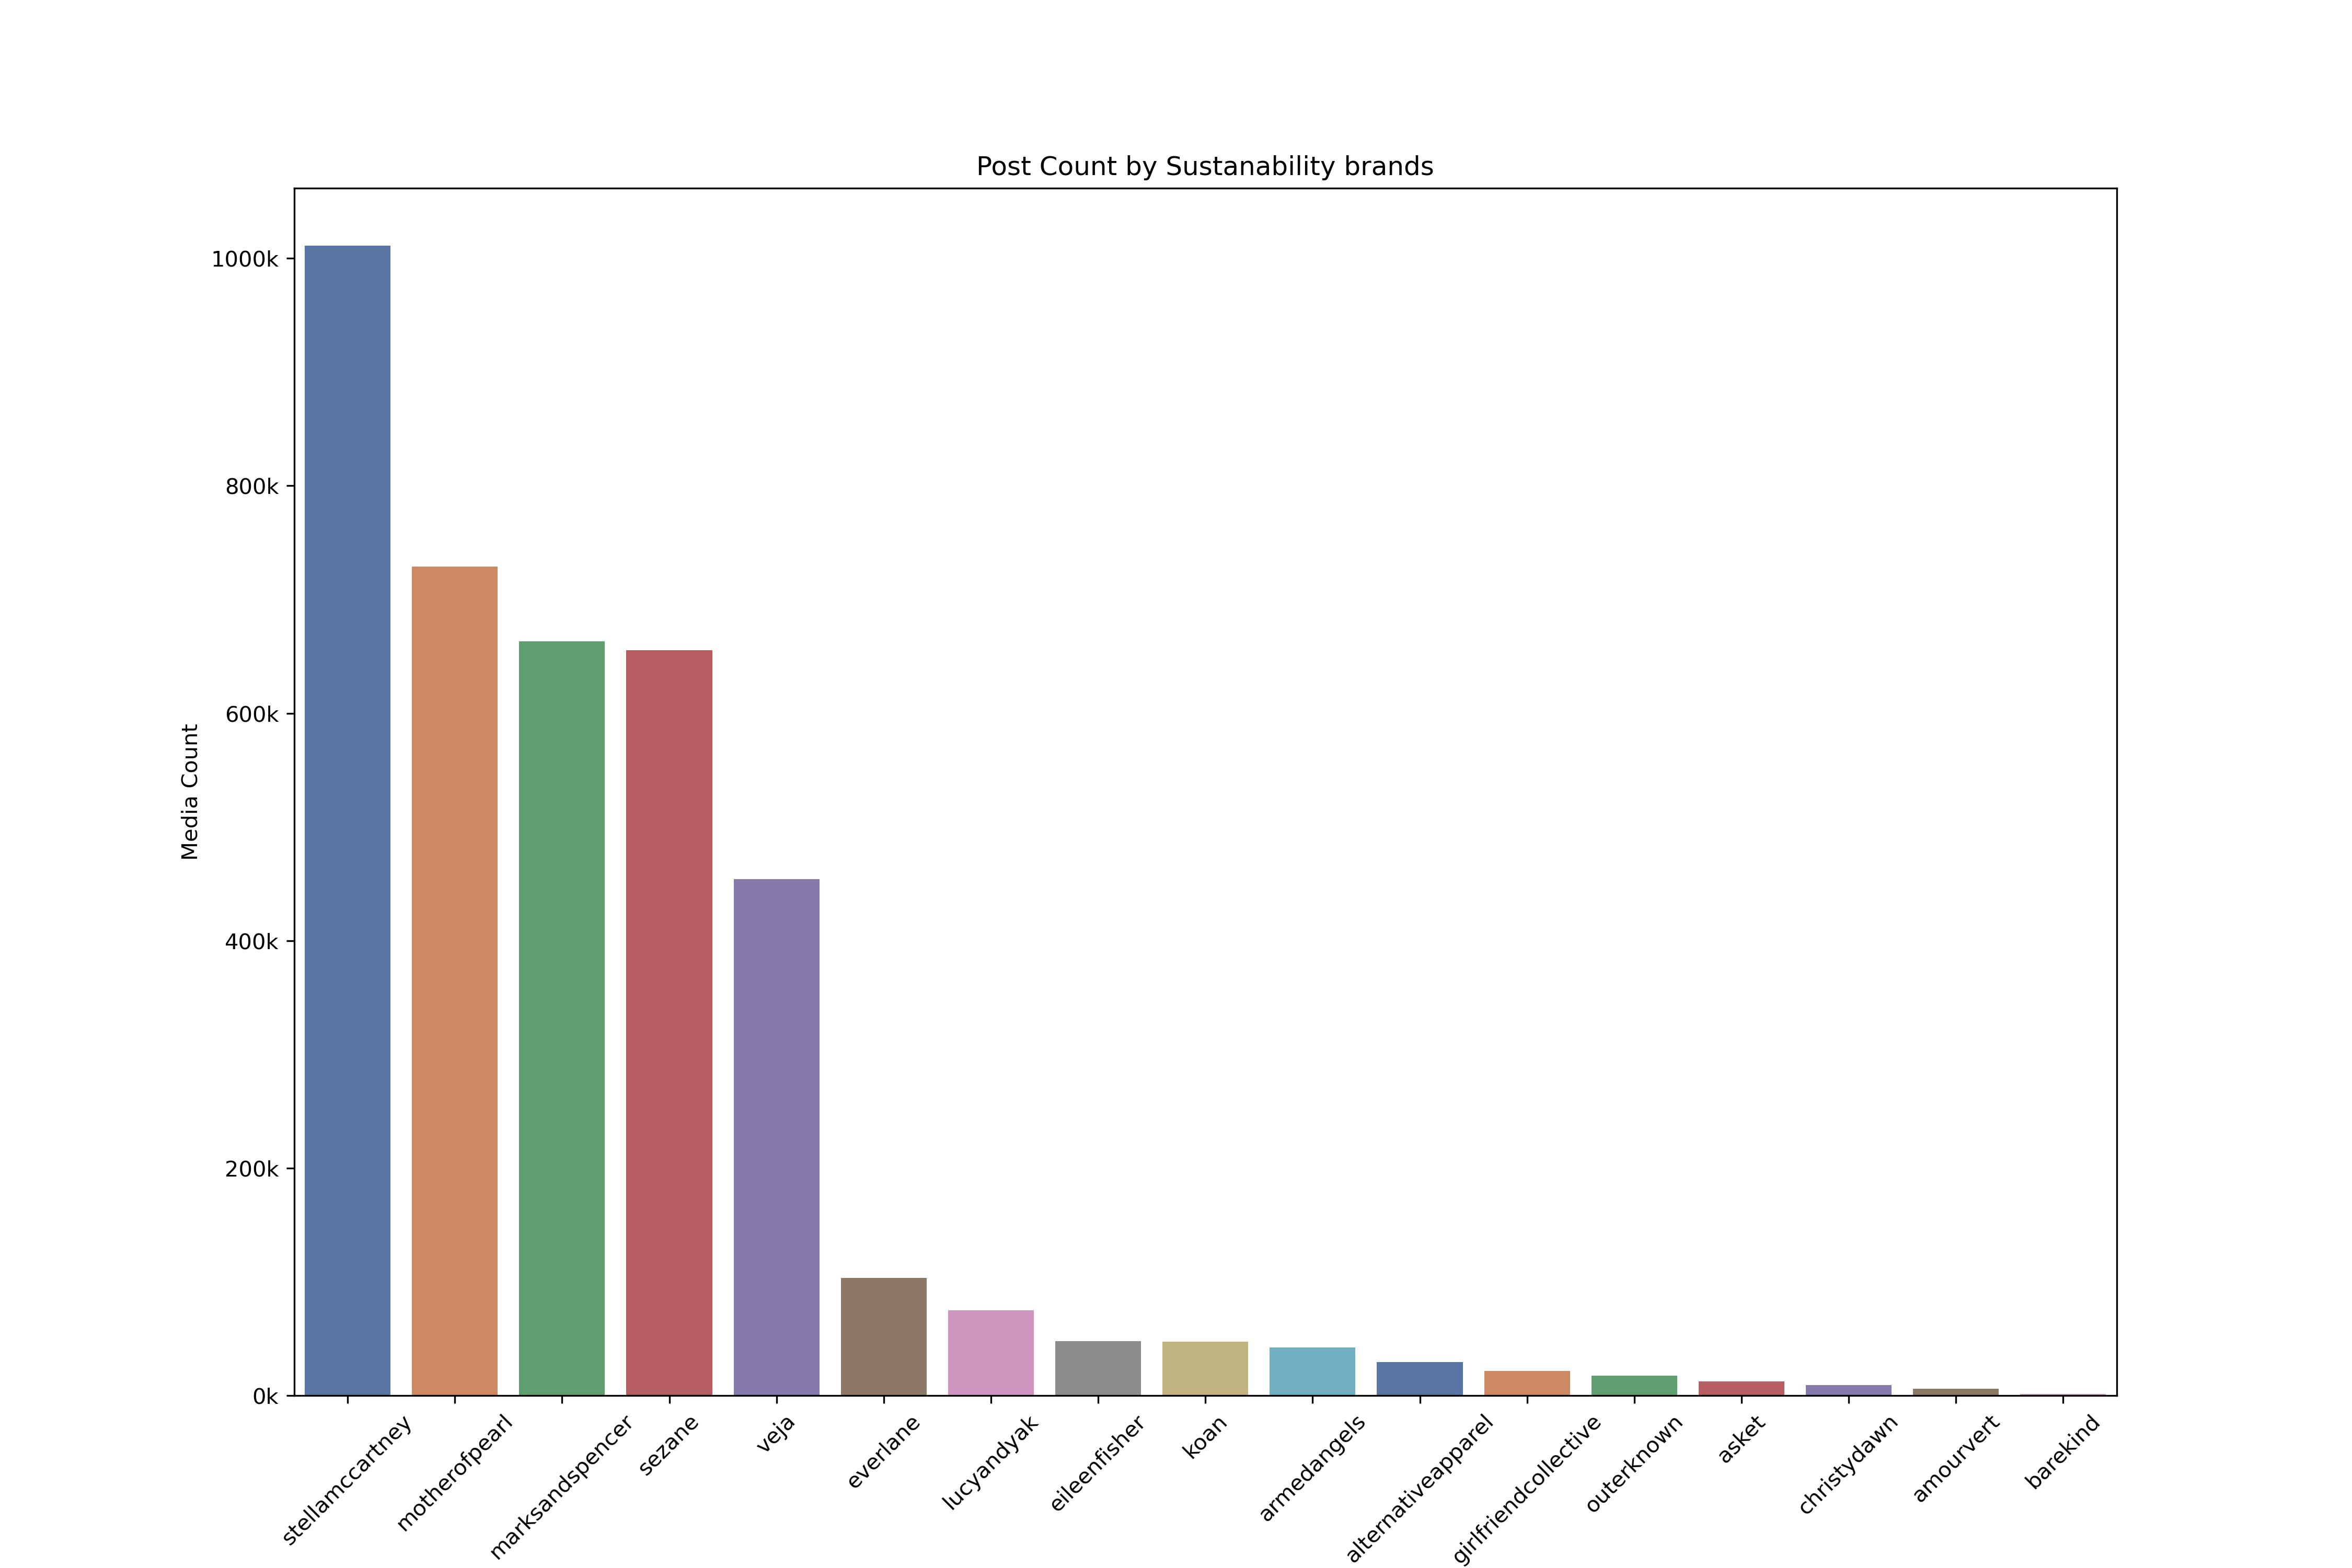 Post Count by Sustanability brands
1000k
800k
600k
400k
200k
0k
Media Count
stellamccartney
motherofpearl
marksandspencer
sezane
veja
everlane
lucyandyak
eileenfisher
koan
armedangels
alternativeapparel
girlfriendcollective
outerknown
asket
christydawn
amourvert
barekind